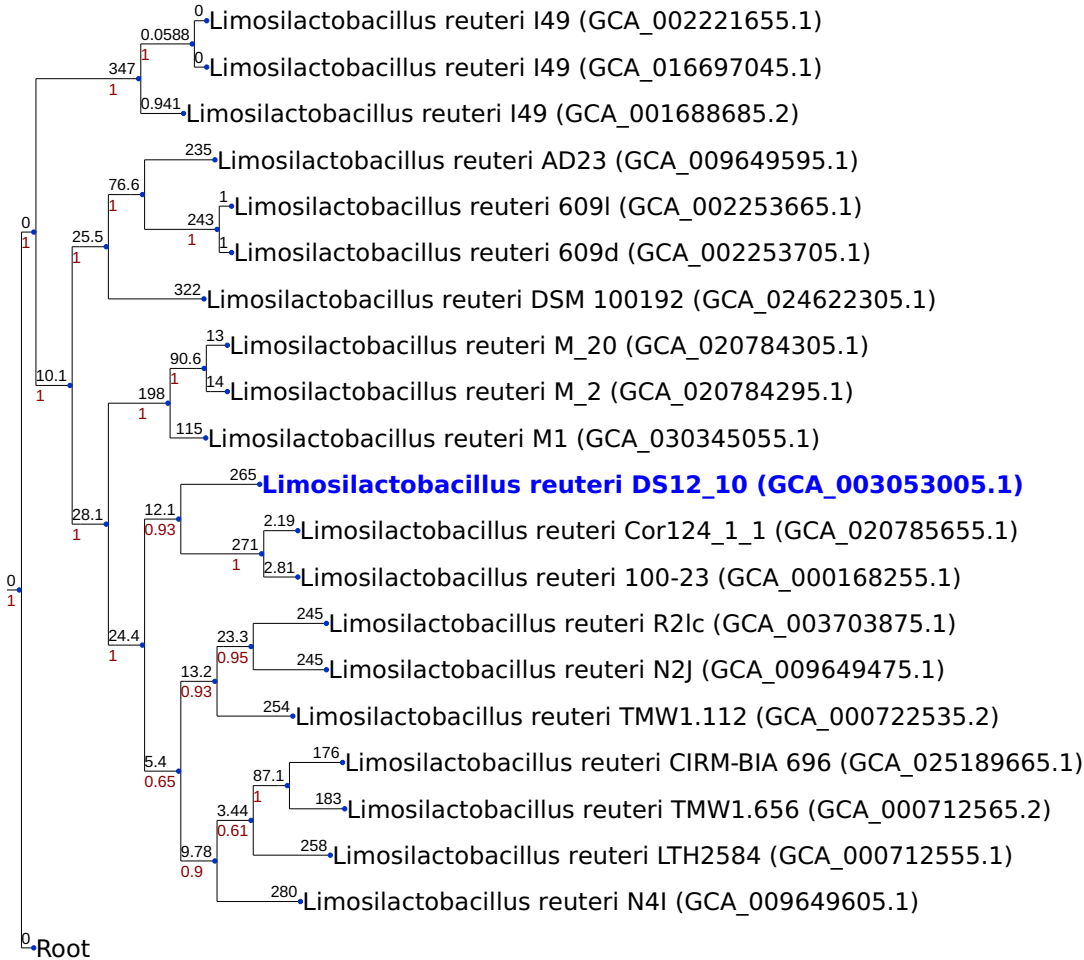 0
Limosilactobacillus reuteri I49 (GCA_002221655.1)
0.0588
1
0
Limosilactobacillus reuteri I49 (GCA_016697045.1)
347
1
0.941
Limosilactobacillus reuteri I49 (GCA_001688685.2)
235
Limosilactobacillus reuteri AD23 (GCA_009649595.1)
76.6
1
1
Limosilactobacillus reuteri 609l (GCA_002253665.1)
243
1
0
1
25.5
1
1
Limosilactobacillus reuteri 609d (GCA_002253705.1)
322
Limosilactobacillus reuteri DSM 100192 (GCA_024622305.1)
13
Limosilactobacillus reuteri M_20 (GCA_020784305.1)
90.6
1
10.1
1
14
Limosilactobacillus reuteri M_2 (GCA_020784295.1)
198
1
115
Limosilactobacillus reuteri M1 (GCA_030345055.1)
265
Limosilactobacillus reuteri DS12_10 (GCA_003053005.1)
12.1
0.93
28.1
1
2.19
Limosilactobacillus reuteri Cor124_1_1 (GCA_020785655.1)
271
1
2.81
Limosilactobacillus reuteri 100-23 (GCA_000168255.1)
0
1
245
Limosilactobacillus reuteri R2lc (GCA_003703875.1)
24.4
1
23.3
0.95
245
Limosilactobacillus reuteri N2J (GCA_009649475.1)
13.2
0.93
254
Limosilactobacillus reuteri TMW1.112 (GCA_000722535.2)
5.4
0.65
176
Limosilactobacillus reuteri CIRM-BIA 696 (GCA_025189665.1)
87.1
1
183
Limosilactobacillus reuteri TMW1.656 (GCA_000712565.2)
3.44
0.61
258
Limosilactobacillus reuteri LTH2584 (GCA_000712555.1)
9.78
0.9
280
Limosilactobacillus reuteri N4I (GCA_009649605.1)
0
Root